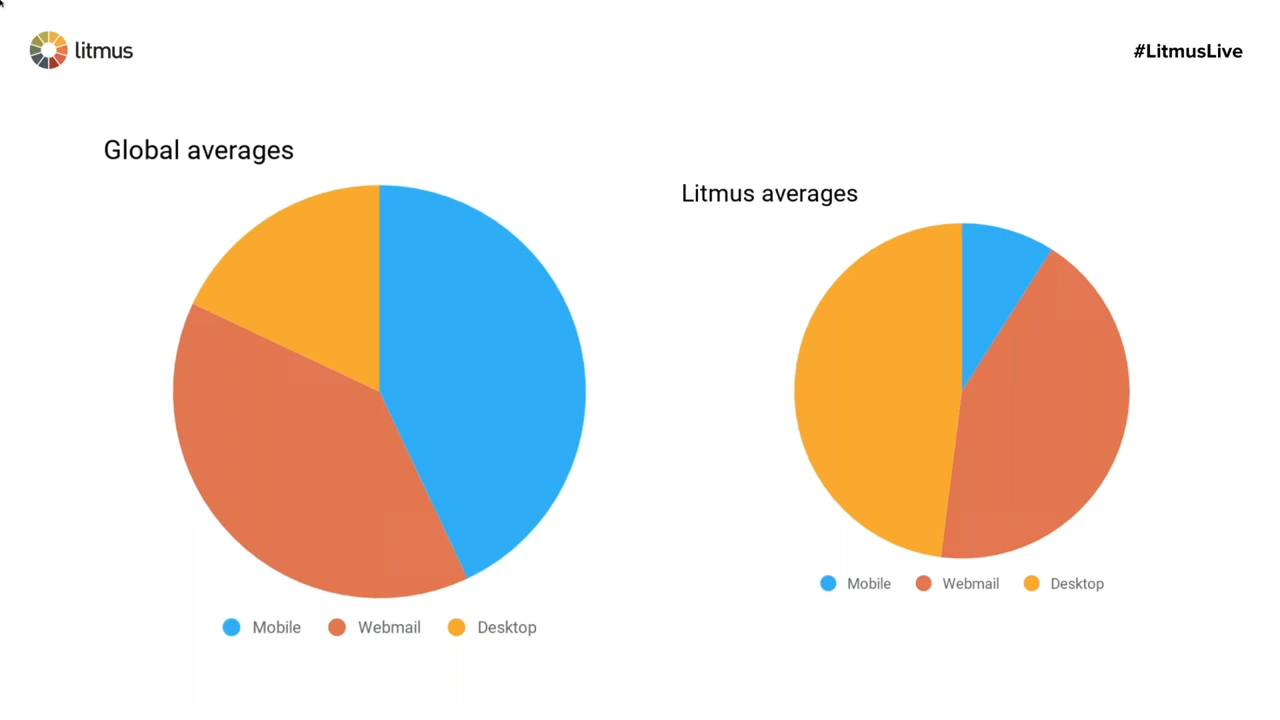 litmus
#LitmusLive
Global averages
Mobile Webmail Desktop
Litmus averages
Mobile Webmail Desktop